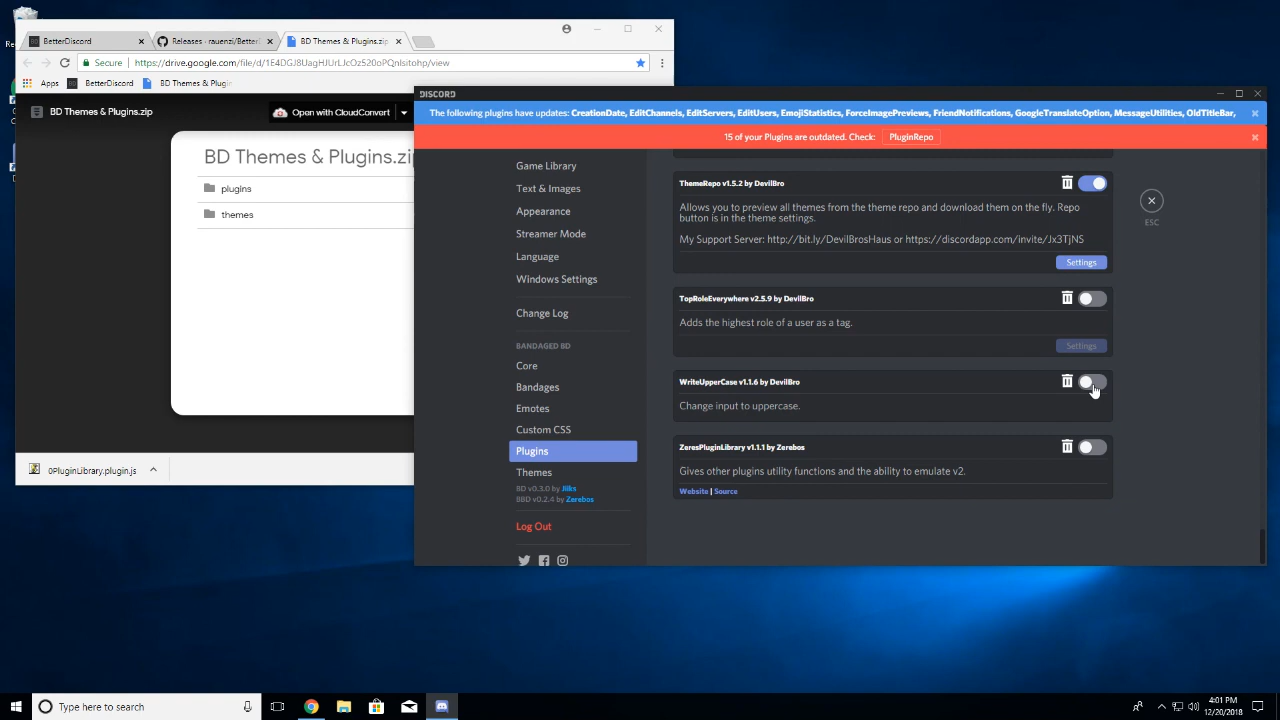 BetterDiscord
Releases · rauenzi/Better
BD Themes & Plugins.zip
Secure
https://drive.google.com/file/d/1E4DGJ8UagHJUrLJcOz520oPQnlsitohp/view
Apps
BetterDiscord
BD Themes & Plugin
BD Themes & Plugins.zip
Open with CloudConvert
BD Themes & Plugins.zi
plugins
themes
0PluginLibrary.plugin.js
DISCORD
The following plugins have updates: CreationDate, EditChannels, EditServers, EditUsers, EmojiStatistics, ForceImagePreviews, FriendNotifications, GoogleTranslateOption, MessageUtilities, OldTitleBar,
15 of your Plugins are outdated. Check: PluginRepo
Game Library
Text & Images
Appearance
Streamer Mode
Language
Windows Settings
Change Log
BANDAGED BD
Core
Bandages
Emotes
Custom CSS
Plugins
Themes
BD v0.3.0 by Jiiks
BBD v0.2.4 by Zerebos
Log Out
ThemeRepo v1.5.2 by DevilBro
Allows you to preview all themes from the theme repo and download them on the fly. Repo
button is in the theme settings.
My Support Server: http://bit.ly/DevilBrosHaus or https://discordapp.com/invite/Jx3TjNS
Settings
TopRoleEverywhere v2.5.9 by DevilBro
Adds the highest role of a user as a tag.
Settings
WriteUpperCase v1.1.6 by DevilBro
Change input to uppercase.
ZeresPluginLibrary v1.1.1 by Zerebos
Gives other plugins utility functions and the ability to emulate v2.
Website | Source
ESC
Type here to search
4:01 PM
12/20/2018